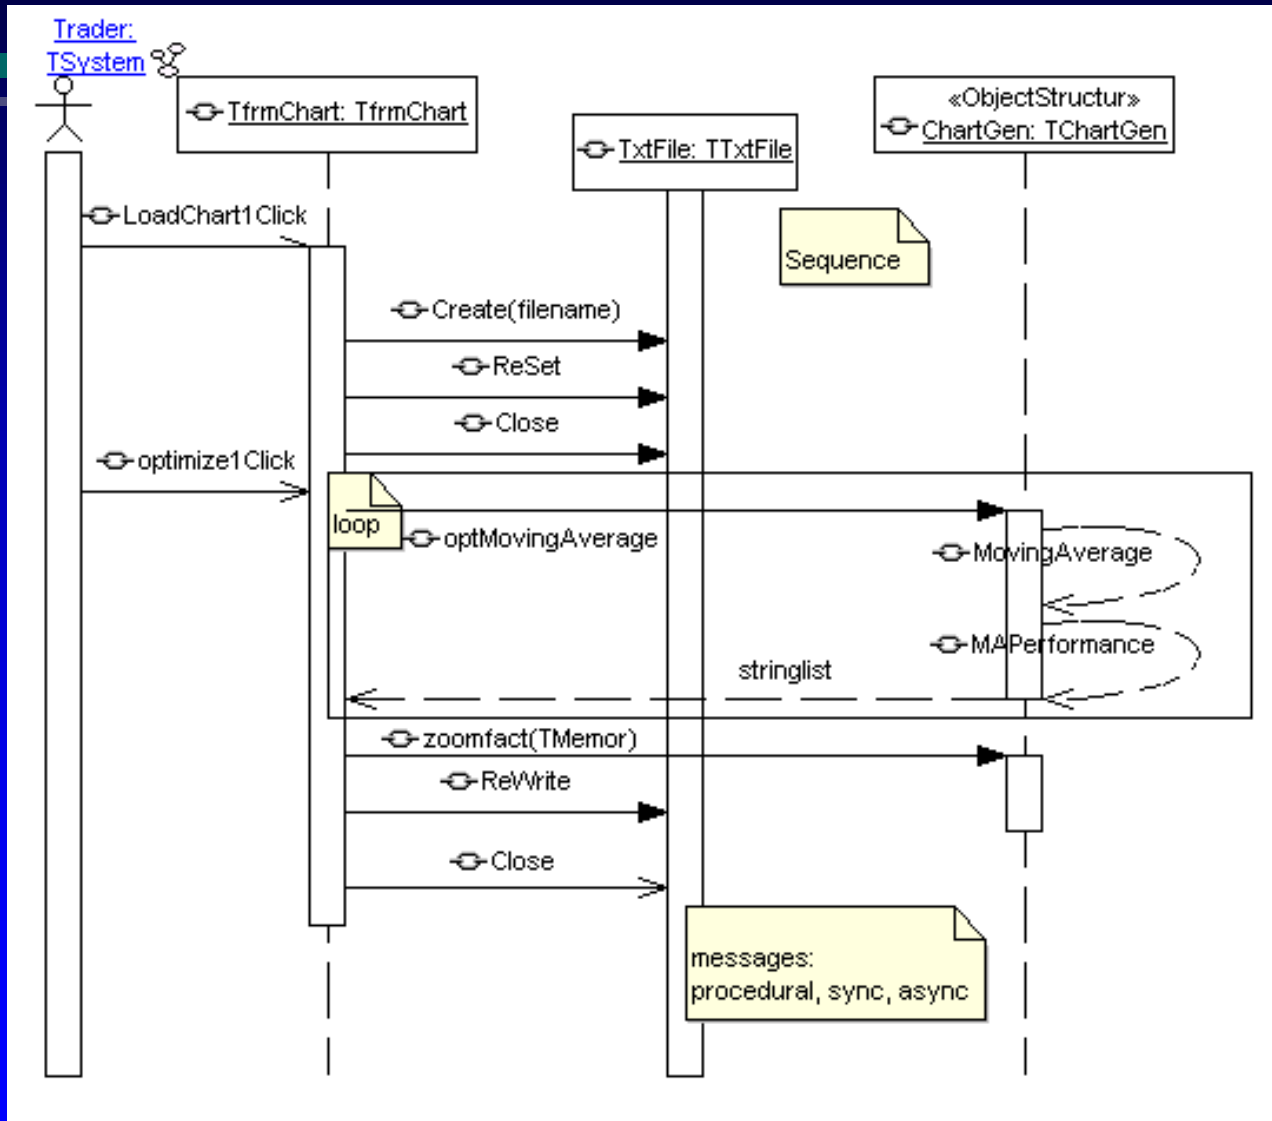 Trader:
TSystem
TfrmChart: TfrmChart
TxtFile: TTxtFile
«ObjectStructur»
ChartGen: TChartGen
LoadChart1Click
Sequence
Create(filename)
ReSet
Close
optimize1Click
loop
optMovingAverage
MovingAverage
MAPerformance
stringlist
zoomfact(TMemor)
ReWrite
Close
messages:
procedural, sync, async